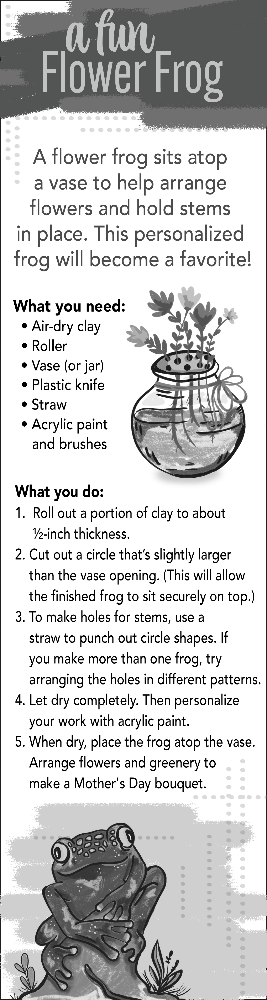 a fun
Flower Frog
A flower frog sits atop
a vase to help arrange
flowers and hold stems
in place. This personalized
frog will become a favorite!
What you need:
• Air-dry clay
• Roller
• Vase (or jar)
• Plastic knife
• Straw
• Acrylic paint
and brushes
What you do:
1. Roll out a portion of clay to about
½-inch thickness.
2. Cut out a circle that’s slightly larger
than the vase opening. (This will allow
the finished frog to sit securely on top.)
3. To make holes for stems, use a
straw to punch out circle shapes. If
you make more than one frog, try
arranging the holes in different patterns.
4. Let dry completely. Then personalize
your work with acrylic paint.
5. When dry, place the frog atop the vase.
Arrange flowers and greenery to
make a Mother's Day bouquet.